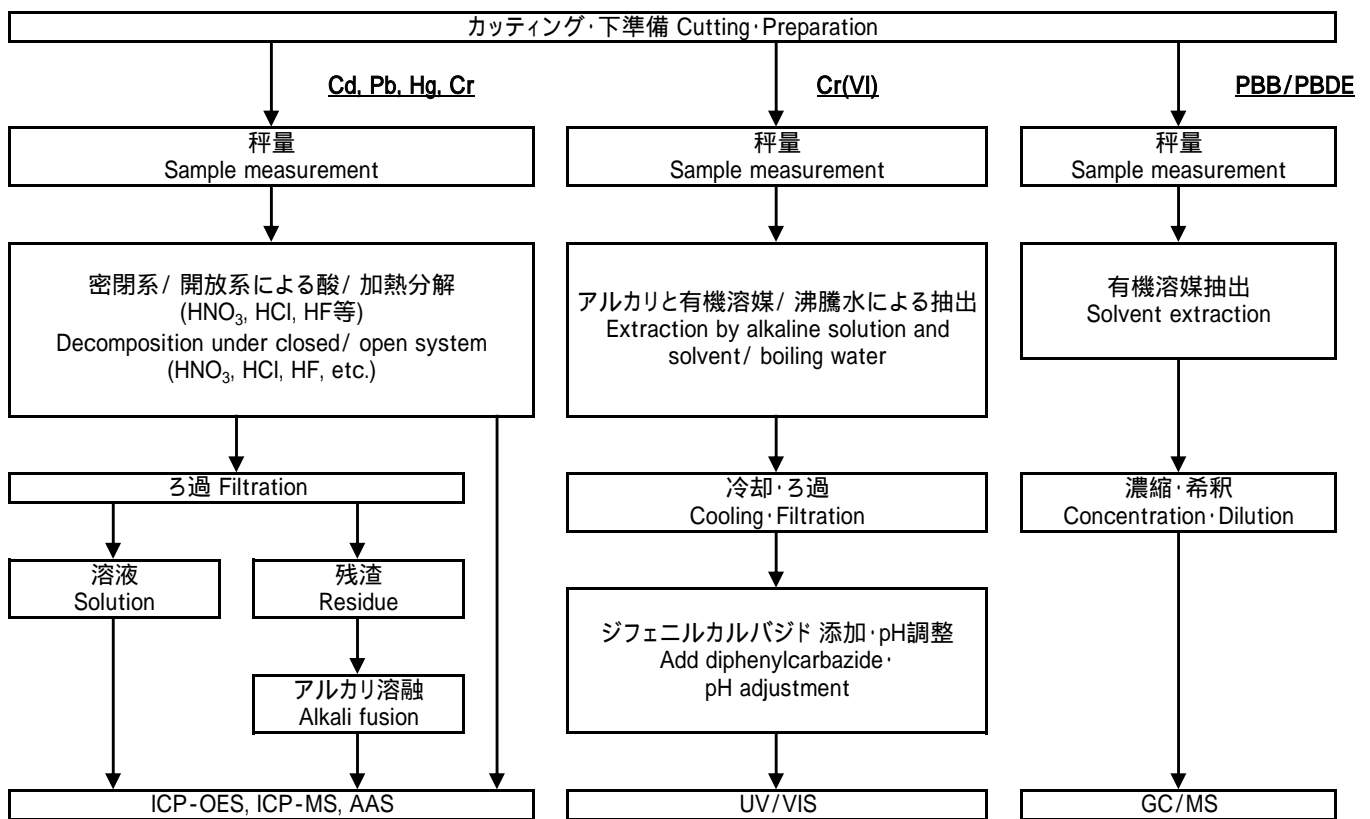 カッティング・下準備 Cutting・Preparation
Cd, Pb, Hg, Cr
Cr(VI)
PBB/PBDE
秤量
Sample measurement
秤量
Sample measurement
秤量
Sample measurement
密閉系/ 開放系による酸/ 加熱分解
(HNO₃, HCl, HF等)
Decomposition under closed/ open system
(HNO₃, HCl, HF, etc.)
アルカリと有機溶媒/ 沸騰水による抽出
Extraction by alkaline solution and
solvent/ boiling water
有機溶媒抽出
Solvent extraction
ろ過 Filtration
冷却・ろ過
Cooling・Filtration
濃縮・希釈
Concentration・Dilution
溶液
Solution
残渣
Residue
アルカリ溶融
Alkali fusion
ジフェニルカルバジド 添加・pH調整
Add diphenylcarbazide・
pH adjustment
ICP-OES, ICP-MS, AAS
UV/VIS
GC/MS